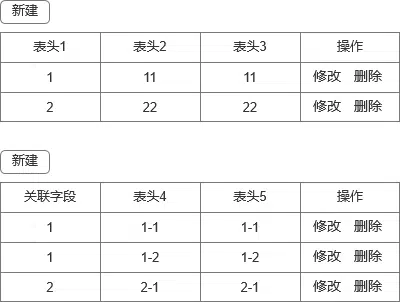 新建
表头1 表头2 表头3 操作
1 11 11 修改 删除
2 22 22 修改 删除
新建
关联字段 表头4 表头5 操作
1 1-1 1-1 修改 删除
1 1-2 1-2 修改 删除
2 2-1 2-1 修改 删除